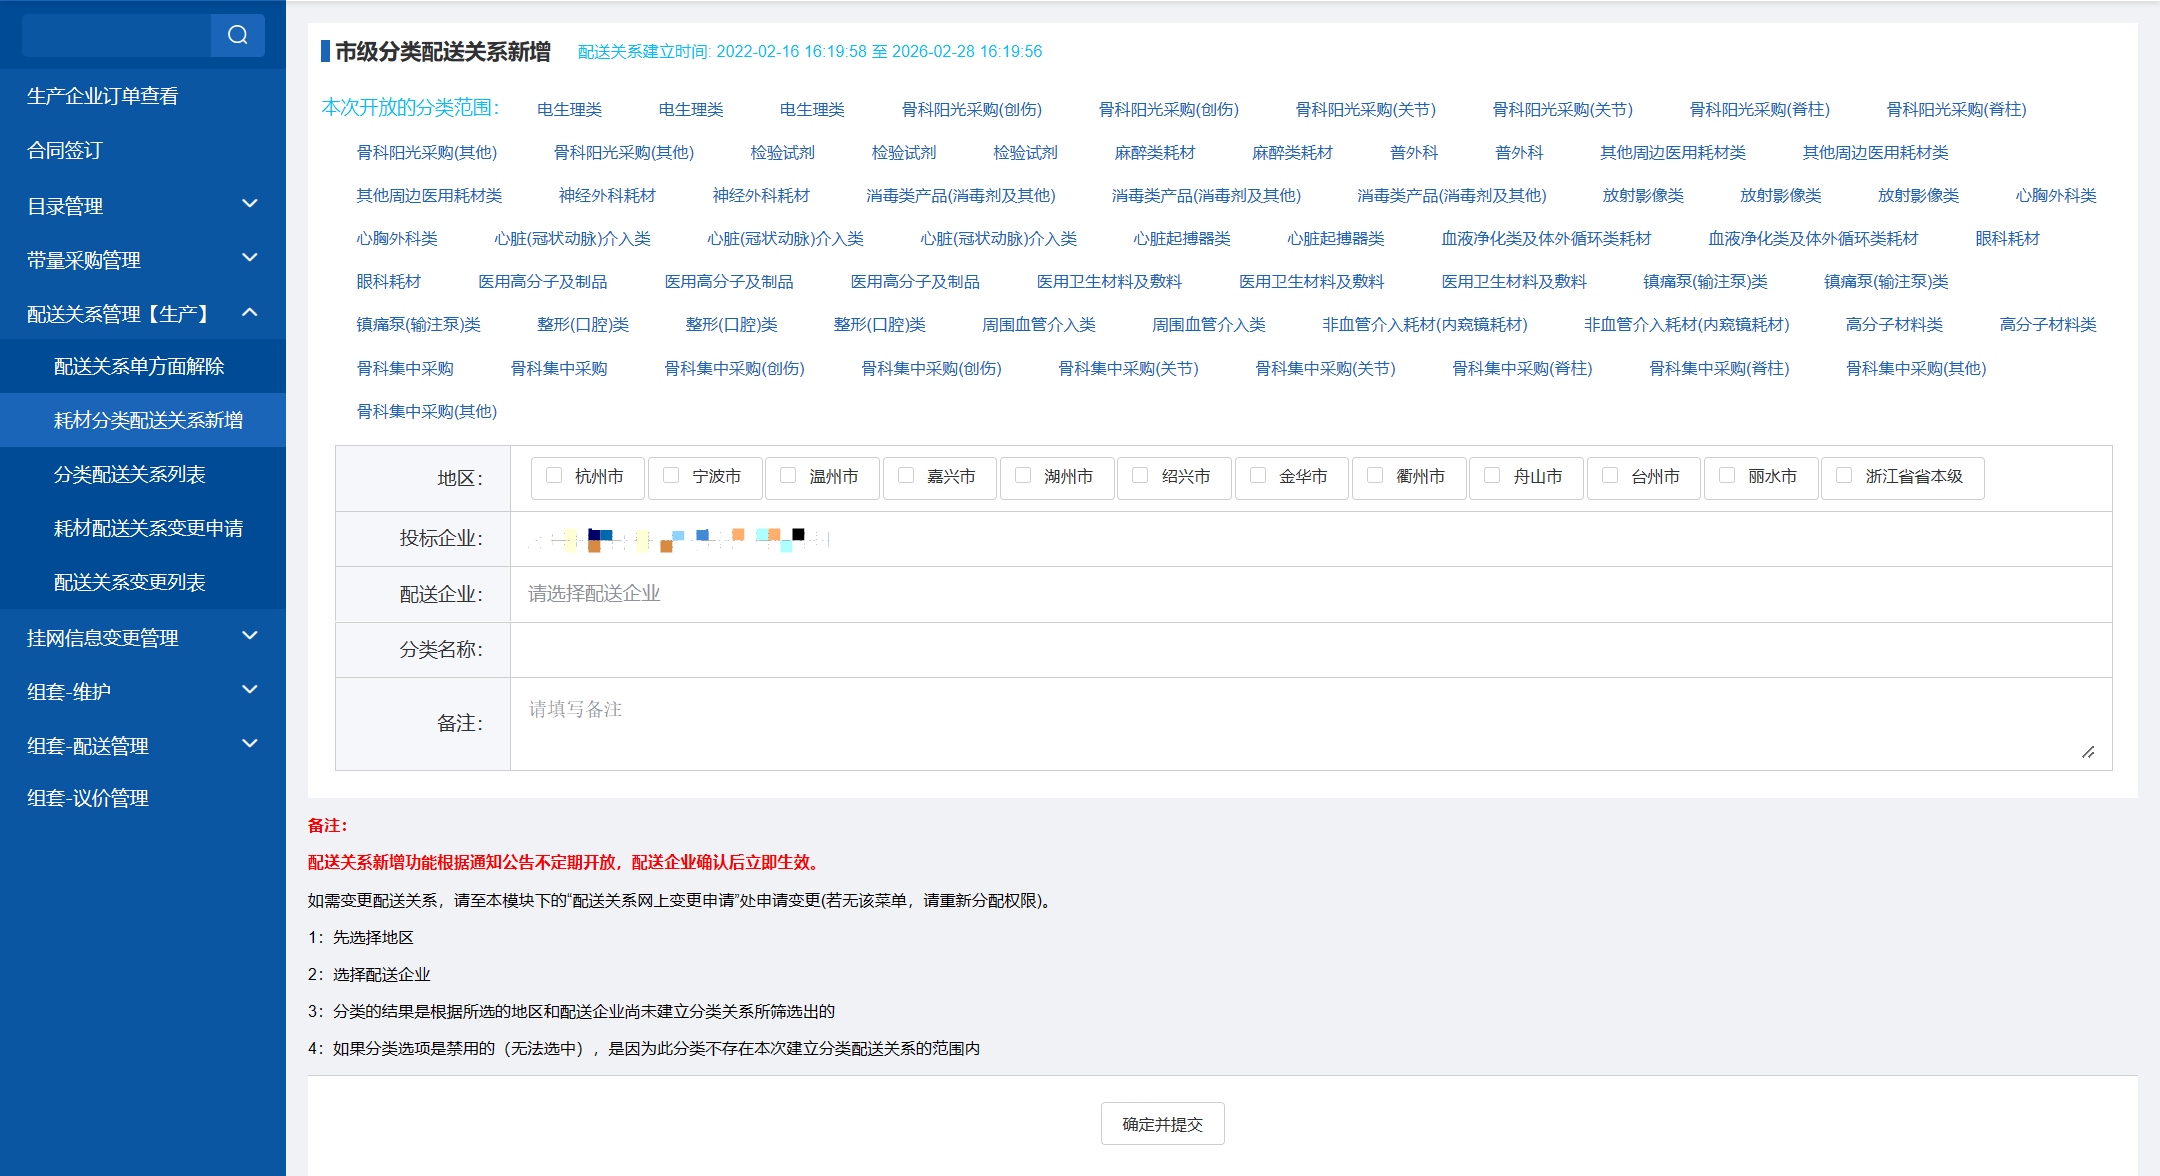 生产企业订单查看
合同签订
目录管理
带量采购管理
配送关系管理【生产】
配送关系单方面解除
耗材分类配送关系新增
分类配送关系列表
耗材配送关系变更申请
配送关系变更列表
挂网信息变更管理
组套-维护
组套-配送管理
组套-议价管理
市级分类配送关系新增 配送关系建立时间: 2022-02-16 16:19:58 至 2026-02-28 16:19:56
本次开放的分类范围: 电生理类 电生理类 电生理类 骨科阳光采购(创伤) 骨科阳光采购(创伤) 骨科阳光采购(关节) 骨科阳光采购(关节) 骨科阳光采购(脊柱) 骨科阳光采购(脊柱)
骨科阳光采购(其他) 骨科阳光采购(其他) 检验试剂 检验试剂 检验试剂 麻醉类耗材 麻醉类耗材 普外科 普外科 其他周边医用耗材类 其他周边医用耗材类
其他周边医用耗材类 神经外科耗材 神经外科耗材 消毒类产品(消毒剂及其他) 消毒类产品(消毒剂及其他) 消毒类产品(消毒剂及其他) 放射影像类 放射影像类 放射影像类 心胸外科类
心胸外科类 心脏(冠状动脉)介入类 心脏(冠状动脉)介入类 心脏(冠状动脉)介入类 心脏起搏器类 心脏起搏器类 血液净化类及体外循环类耗材 血液净化类及体外循环类耗材 眼科耗材
眼科耗材 医用高分子及制品 医用高分子及制品 医用高分子及制品 医用卫生材料及敷料 医用卫生材料及敷料 医用卫生材料及敷料 镇痛泵(输注泵)类 镇痛泵(输注泵)类
镇痛泵(输注泵)类 整形(口腔)类 整形(口腔)类 整形(口腔)类 周围血管介入类 周围血管介入类 非血管介入耗材(内窥镜耗材) 非血管介入耗材(内窥镜耗材) 高分子材料类 高分子材料类
骨科集中采购 骨科集中采购 骨科集中采购(创伤) 骨科集中采购(创伤) 骨科集中采购(关节) 骨科集中采购(关节) 骨科集中采购(脊柱) 骨科集中采购(脊柱) 骨科集中采购(其他)
骨科集中采购(其他)
地区: 杭州市 宁波市 温州市 嘉兴市 湖州市 绍兴市 金华市 衢州市 舟山市 台州市 丽水市 浙江省省本级
投标企业:
配送企业: 请选择配送企业
分类名称:
备注: 请填写备注
备注:
配送关系新增功能根据通知公告不定期开放，配送企业确认后立即生效。
如需变更配送关系，请至本模块下的“配送关系网上变更申请”处申请变更(若无该菜单，请重新分配权限)。
1：先选择地区
2：选择配送企业
3：分类的结果是根据所选的地区和配送企业尚未建立分类关系所筛选出的
4：如果分类选项是禁用的（无法选中），是因为此分类不存在本次建立分类配送关系的范围内
确定并提交